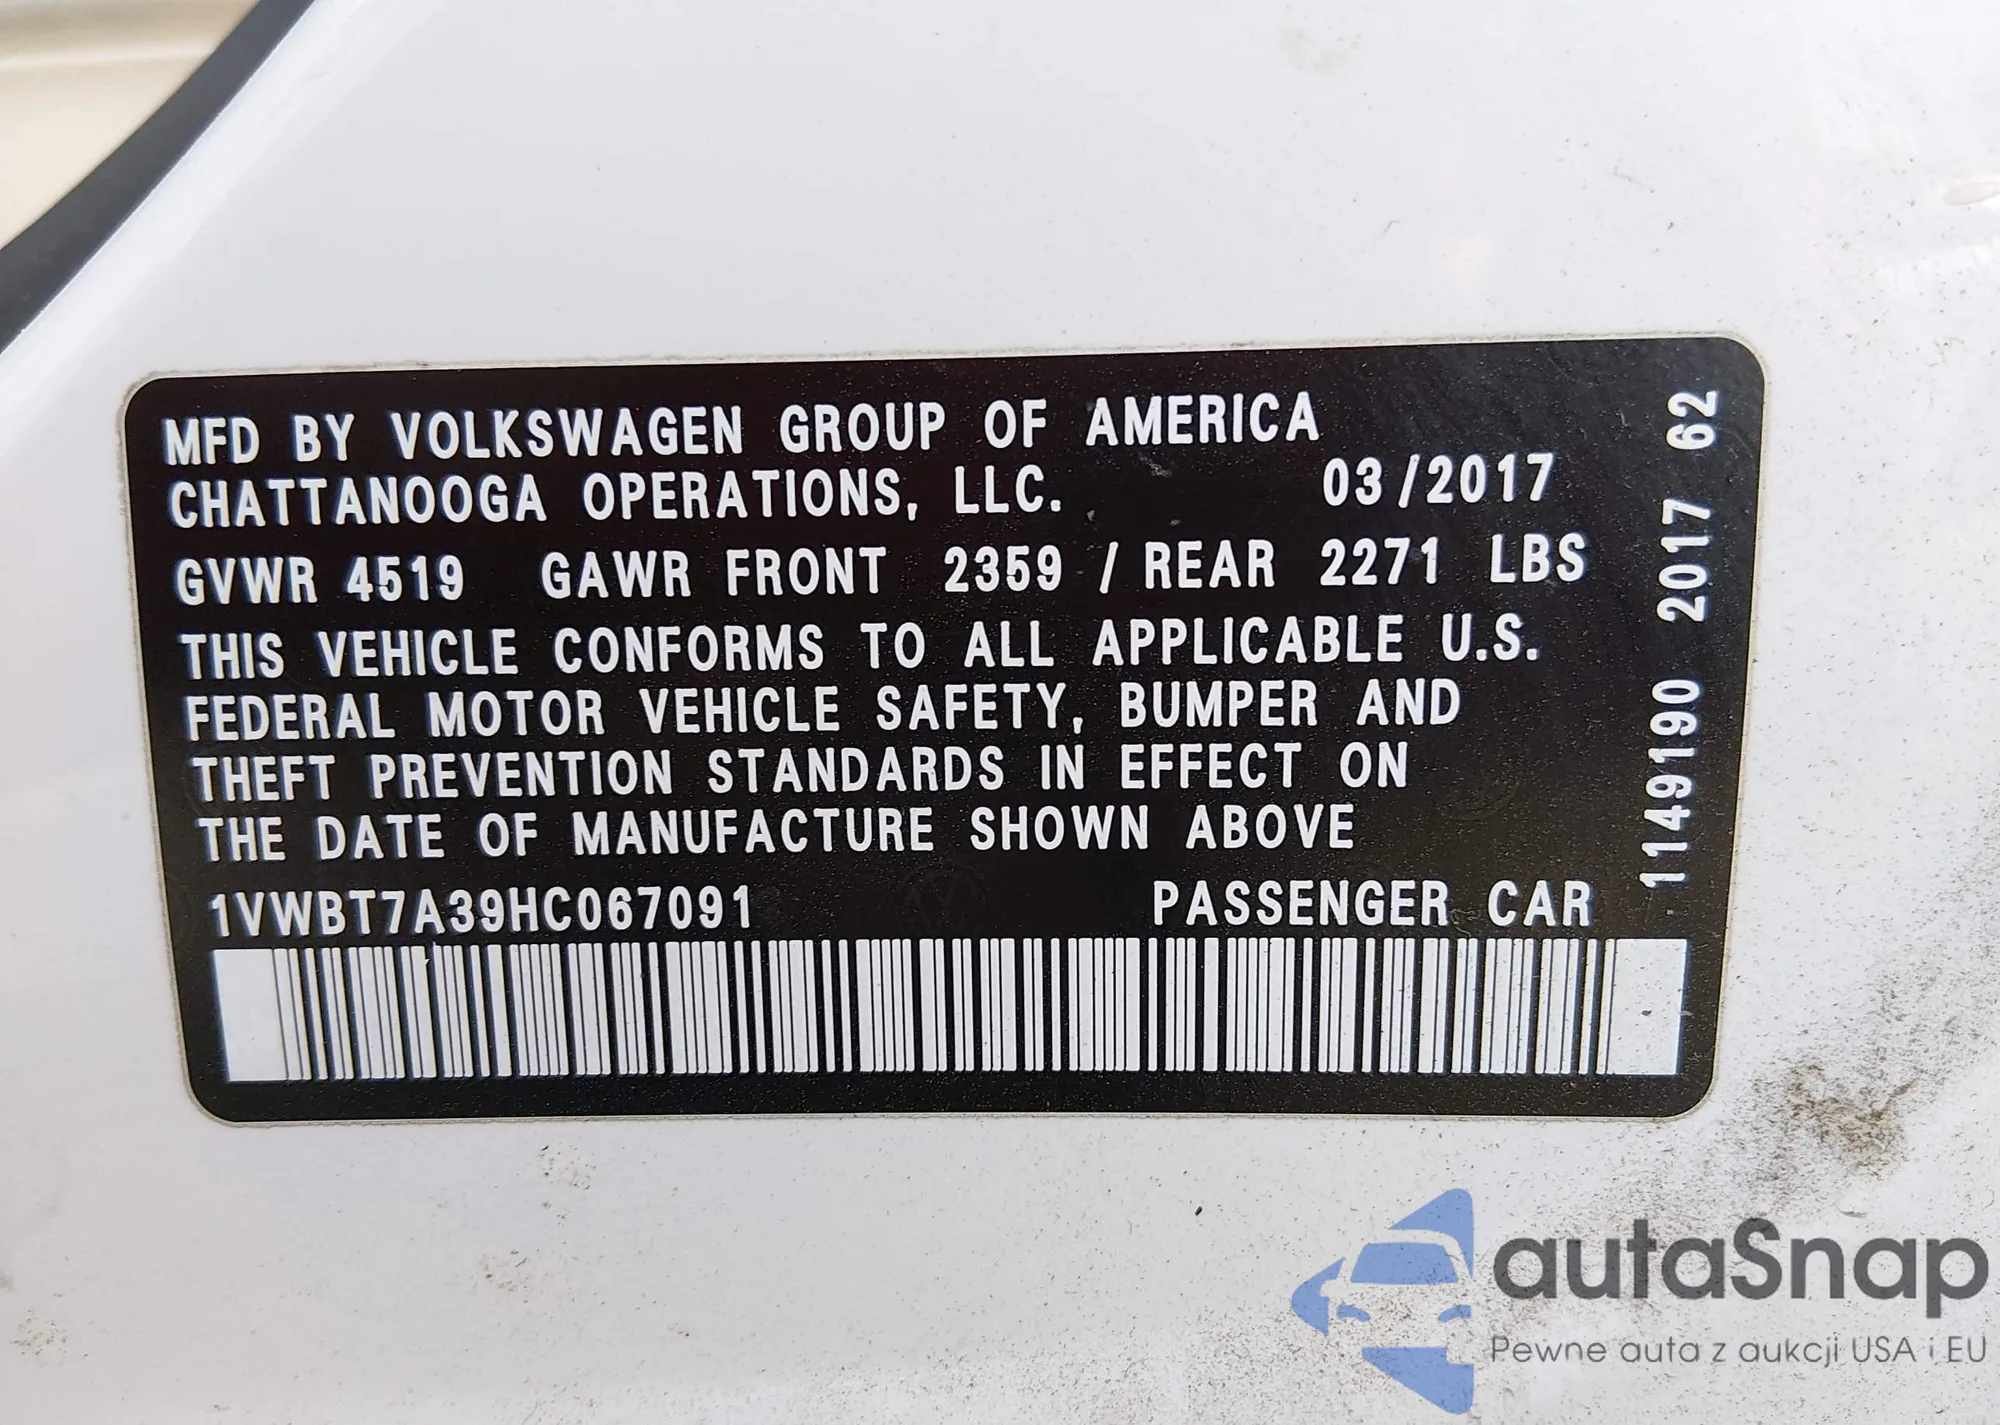 MFD BY VOLKSWAGEN GROUP OF AMERICA
CHATTANOOGA OPERATIONS, LLC. 03/2017
GVWR 4519 GAWR FRONT 2359 / REAR 2271 LBS
THIS VEHICLE CONFORMS TO ALL APPLICABLE U.S.
FEDERAL MOTOR VEHICLE SAFETY, BUMPER AND
THEFT PREVENTION STANDARDS IN EFFECT ON
THE DATE OF MANUFACTURE SHOWN ABOVE
1VWBT7A39HC067091 PASSENGER CAR
1149190 2017 62
autaSnap
Pewne auta z aukcji USA i EU